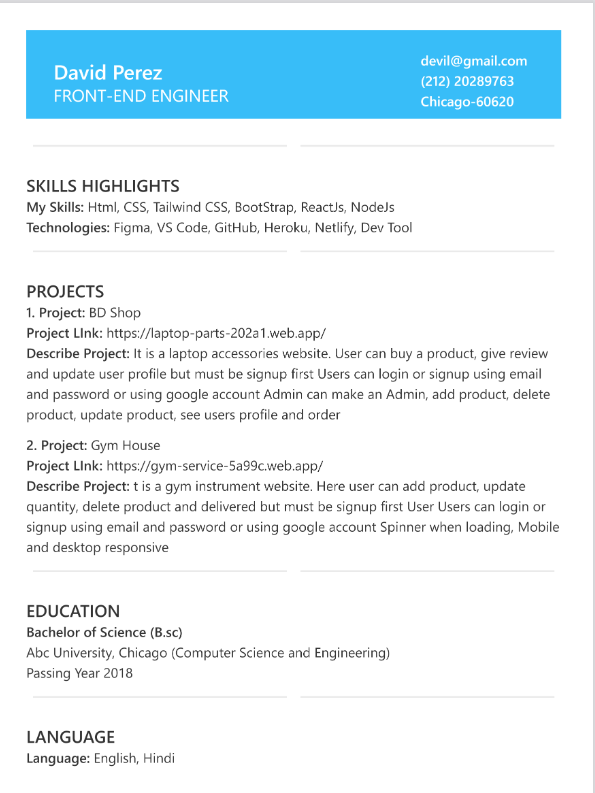 David Perez
FRONT-END ENGINEER
devil@gmail.com
(212) 20289763
Chicago-60620
SKILLS HIGHLIGHTS
My Skills: Html, CSS, Tailwind CSS, BootStrap, ReactJs, NodeJs
Technologies: Figma, VS Code, GitHub, Heroku, Netlify, Dev Tool
PROJECTS
1. Project: BD Shop
Project LInk: https://laptop-parts-202a1.web.app/
Describe Project: It is a laptop accessories website. User can buy a product, give review
and update user profile but must be signup first Users can login or signup using email
and password or using google account Admin can make an Admin, add product, delete
product, update product, see users profile and order
2. Project: Gym House
Project LInk: https://gym-service-5a99c.web.app/
Describe Project: t is a gym instrument website. Here user can add product, update
quantity, delete product and delivered but must be signup first User Users can login or
signup using email and password or using google account Spinner when loading, Mobile
and desktop responsive
EDUCATION
Bachelor of Science (B.sc)
Abc University, Chicago (Computer Science and Engineering)
Passing Year 2018
LANGUAGE
Language: English, Hindi